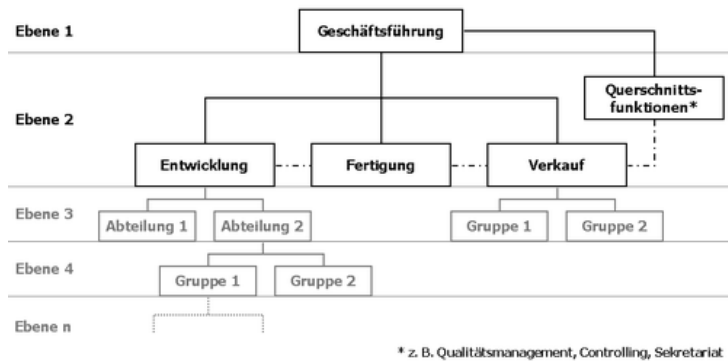 Ebene 1
Geschäftsführung
Querschnitts-
funktionen*
Ebene 2
Entwicklung
Fertigung
Verkauf
Ebene 3
Abteilung 1
Abteilung 2
Gruppe 1
Gruppe 2
Ebene 4
Gruppe 1
Gruppe 2
Ebene n
* z. B. Qualitätsmanagement, Controlling, Sekretariat